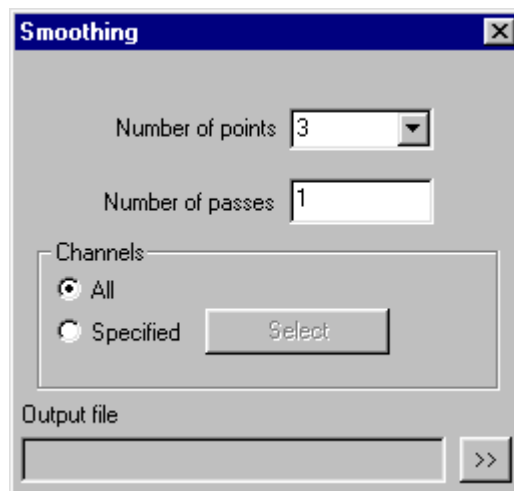 Smoothing
Number of points 3
Number of passes 1
Channels
All
Specified Select
Output file
>>